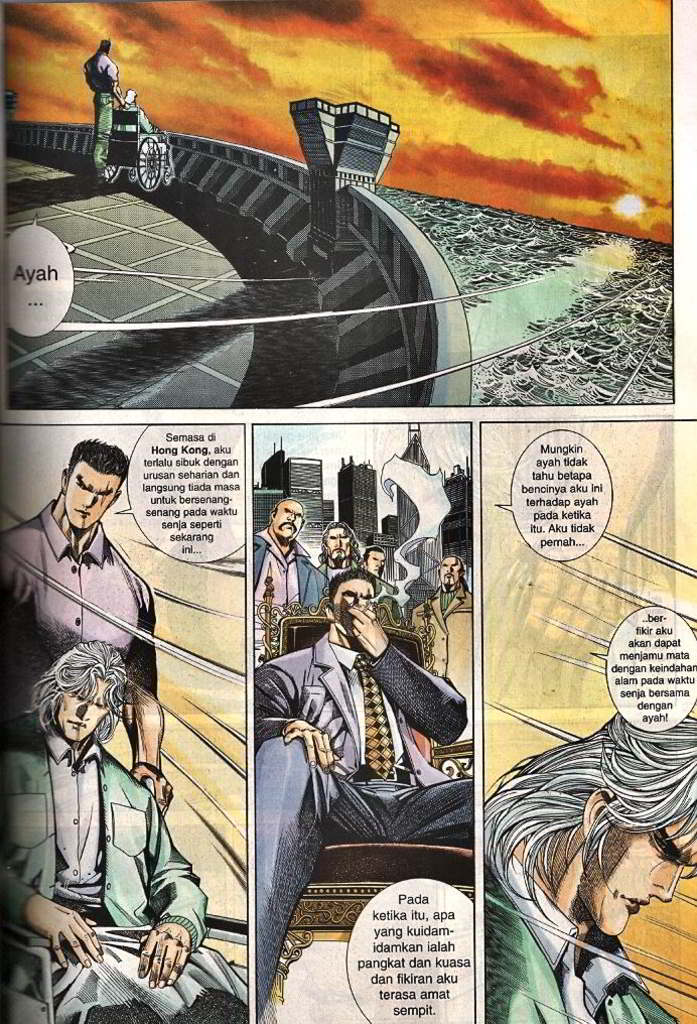 Ayah
...
Semasa di
Hong Kong, aku
terlalu sibuk dengan
urusan seharian dan
langsung tiada masa
untuk bersenang-
senang pada waktu
senja seperti
sekarang
ini...
Pada
ketika itu, apa
yang kuidam-
idamkan ialah
pangkat dan kuasa
dan fikiran aku
terasa amat
sempit.
Mungkin
ayah tidak
tahu betapa
bencinya aku ini
terhadap ayah
pada ketika
itu. Aku tidak
pernah...
..ber-
fikir aku
akan dapat
menjamu mata
dengan keindahan
alam pada waktu
senja bersama
dengan
ayah!